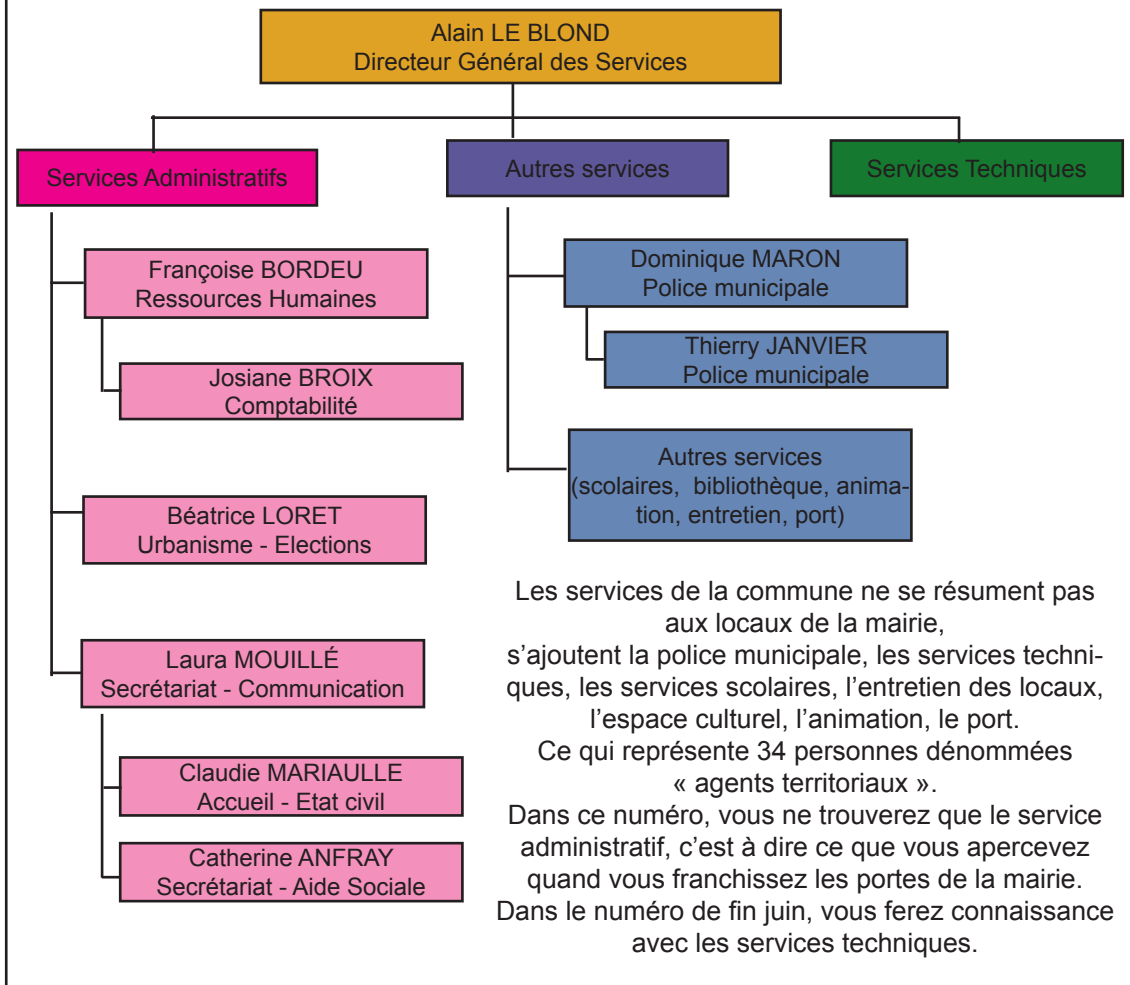 Alain LE BLOND
Directeur Général des Services
Services Administratifs
Autres services
Services Techniques
Françoise BORDEU
Ressources Humaines
Josiane BROIX
Comptabilité
Béatrice LORET
Urbanisme - Elections
Laura MOUILLÉ
Secrétariat - Communication
Claudie MARIAULLE
Accueil - Etat civil
Catherine ANFRAY
Secrétariat - Aide Sociale
Dominique MARON
Police municipale
Thierry JANVIER
Police municipale
Autres services
(scolaires, bibliothèque, anima-
tion, entretien, port)
Les services de la commune ne se résument pas
aux locaux de la mairie,
s’ajoutent la police municipale, les services techni-
ques, les services scolaires, l’entretien des locaux,
l’espace culturel, l’animation, le port.
Ce qui représente 34 personnes dénommées
« agents territoriaux ».
Dans ce numéro, vous ne trouverez que le service
administratif, c’est à dire ce que vous apercevez
quand vous franchissez les portes de la mairie.
Dans le numéro de fin juin, vous ferez connaissance
avec les services techniques.